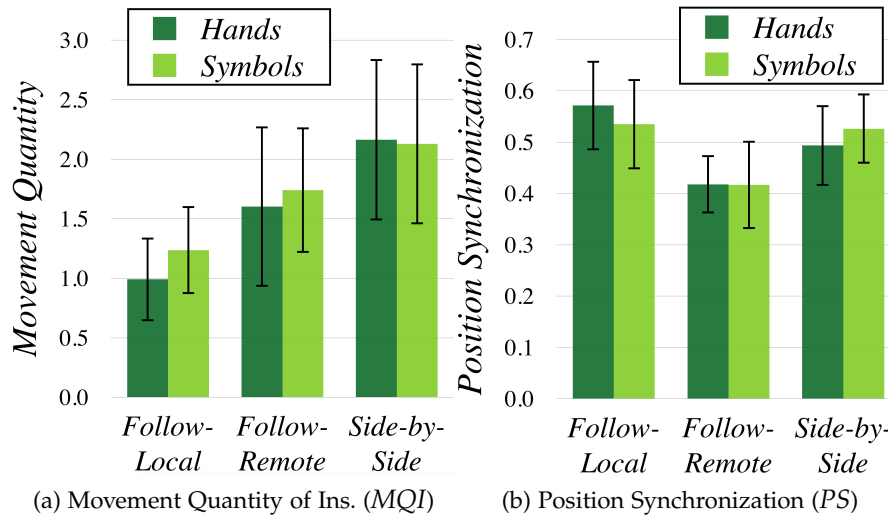 Movement Quantity
3.0
2.5
2.0
1.5
1.0
0.5
0.0
Hands
Symbols
Follow-
Local
Follow-
Remote
Side-by-
Side
(a) Movement Quantity of Ins. (MQI)
Position Synchronization
0.7
0.6
0.5
0.4
0.3
0.2
0.1
0.0
Hands
Symbols
Follow-
Local
Follow-
Remote
Side-by-
Side
(b) Position Synchronization (PS)